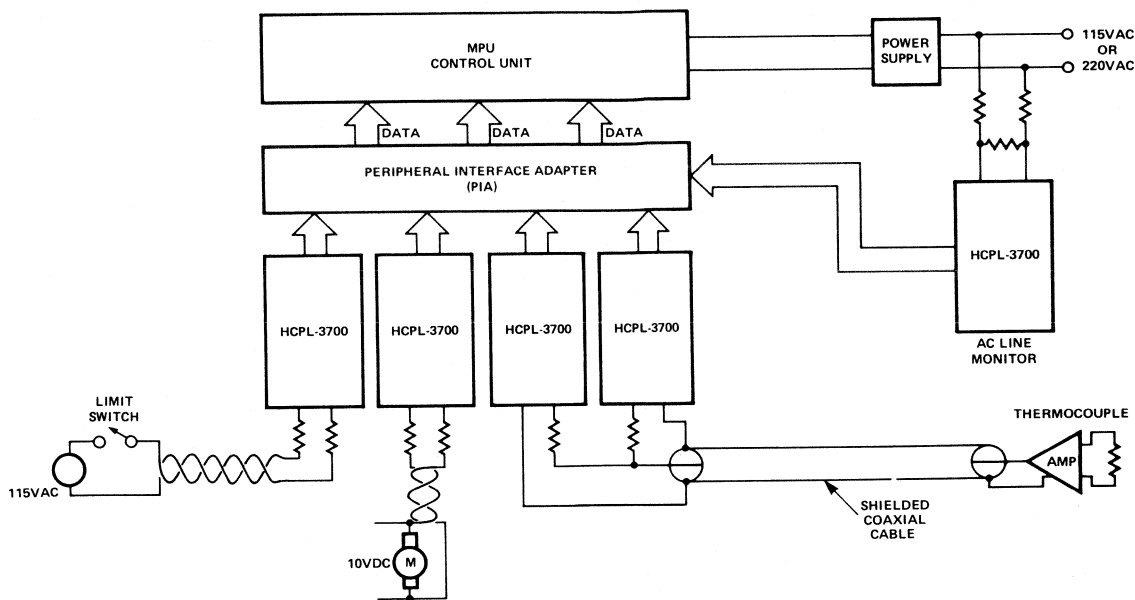 MPU
CONTROL UNIT
POWER
SUPPLY
115VAC
OR
220VAC
DATA
DATA
DATA
PERIPHERAL INTERFACE ADAPTER
(PIA)
HCPL-3700
HCPL-3700
HCPL-3700
HCPL-3700
HCPL-3700
AC LINE
MONITOR
LIMIT
SWITCH
115VAC
THERMOCOUPLE
AMP
SHIELDED
COAXIAL
CABLE
10VDC
M